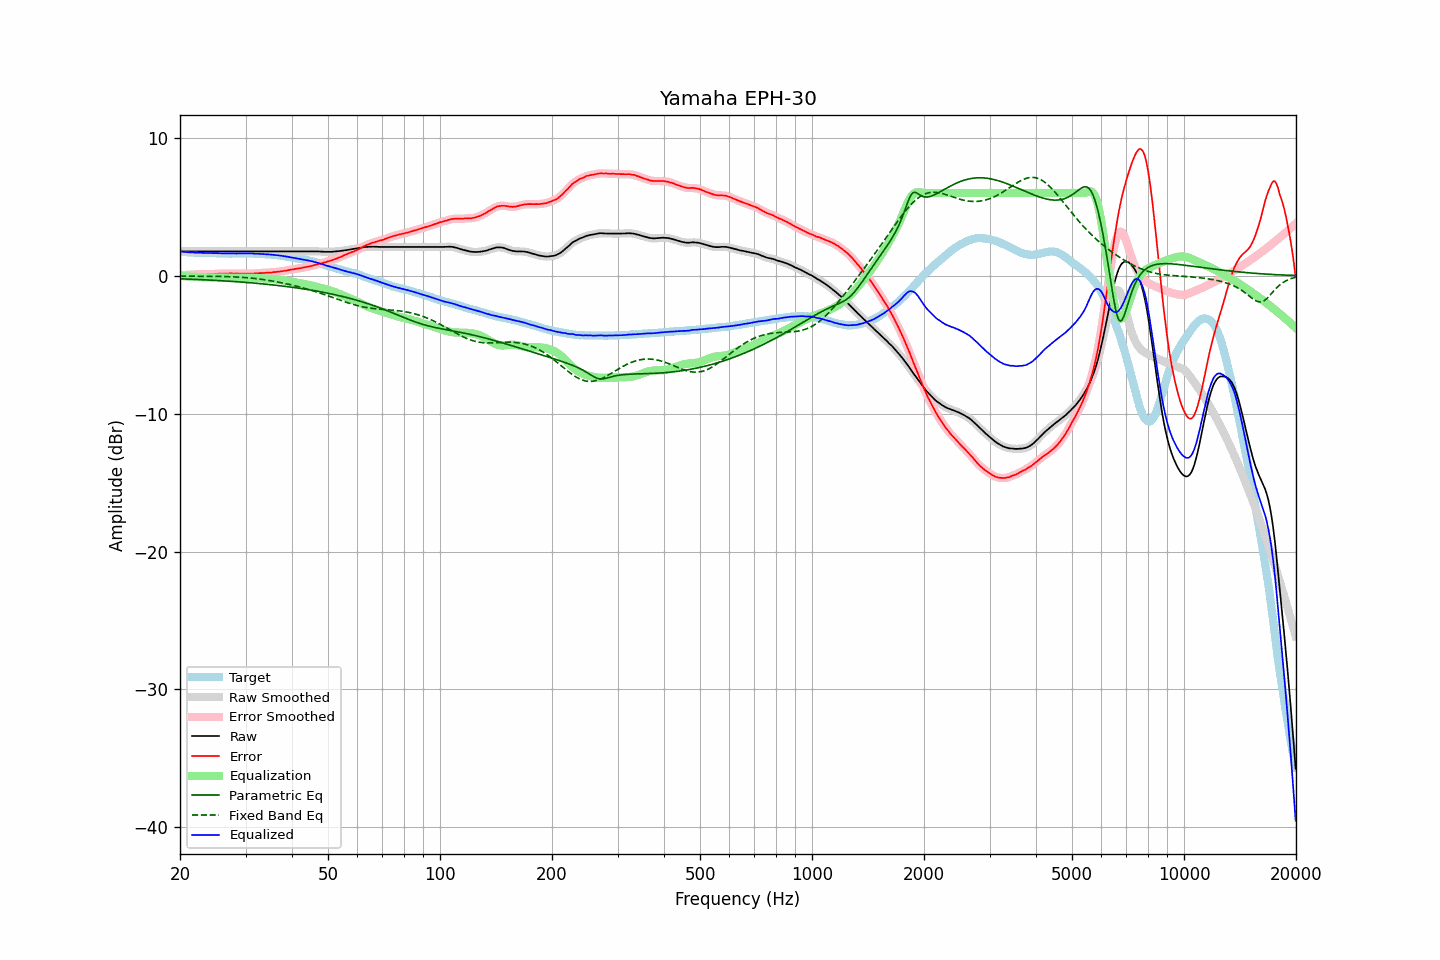 Yamaha EPH-30
Amplitude (dBr)
10
0
−10
−20
−30
−40
Target
Raw Smoothed
Error Smoothed
Raw
Error
Equalization
Parametric Eq
Fixed Band Eq
Equalized
20 50 100 200 500 1000 2000 5000 10000 20000
Frequency (Hz)